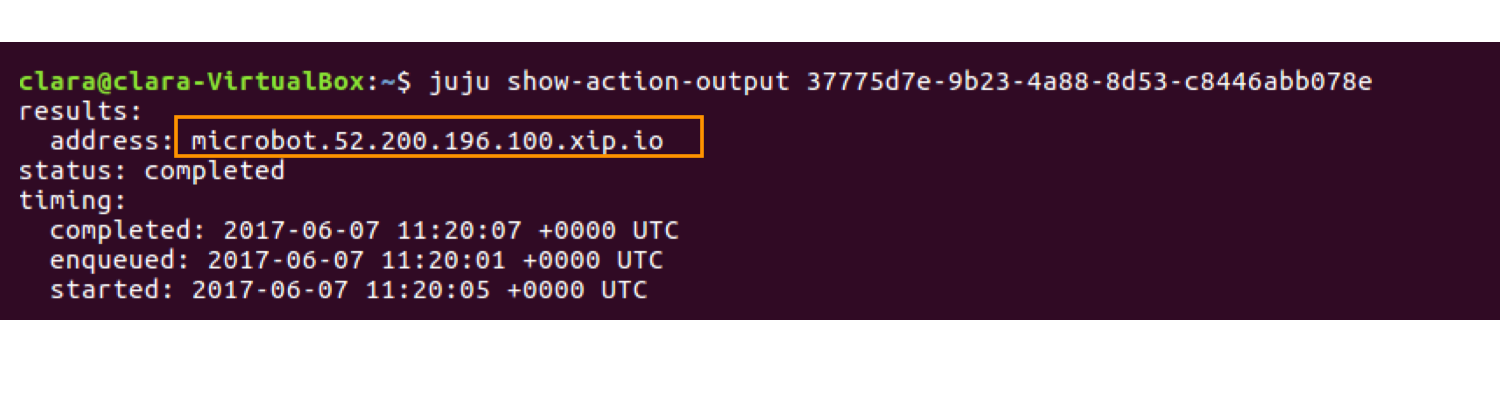 clara@clara-VirtualBox:~$ juju show-action-output 37775d7e-9b23-4a88-8d53-c8446abb078e
results:
  address: microbot.52.200.196.100.xip.io
status: completed
timing:
  completed: 2017-06-07 11:20:07 +0000 UTC
  enqueued: 2017-06-07 11:20:01 +0000 UTC
  started: 2017-06-07 11:20:05 +0000 UTC